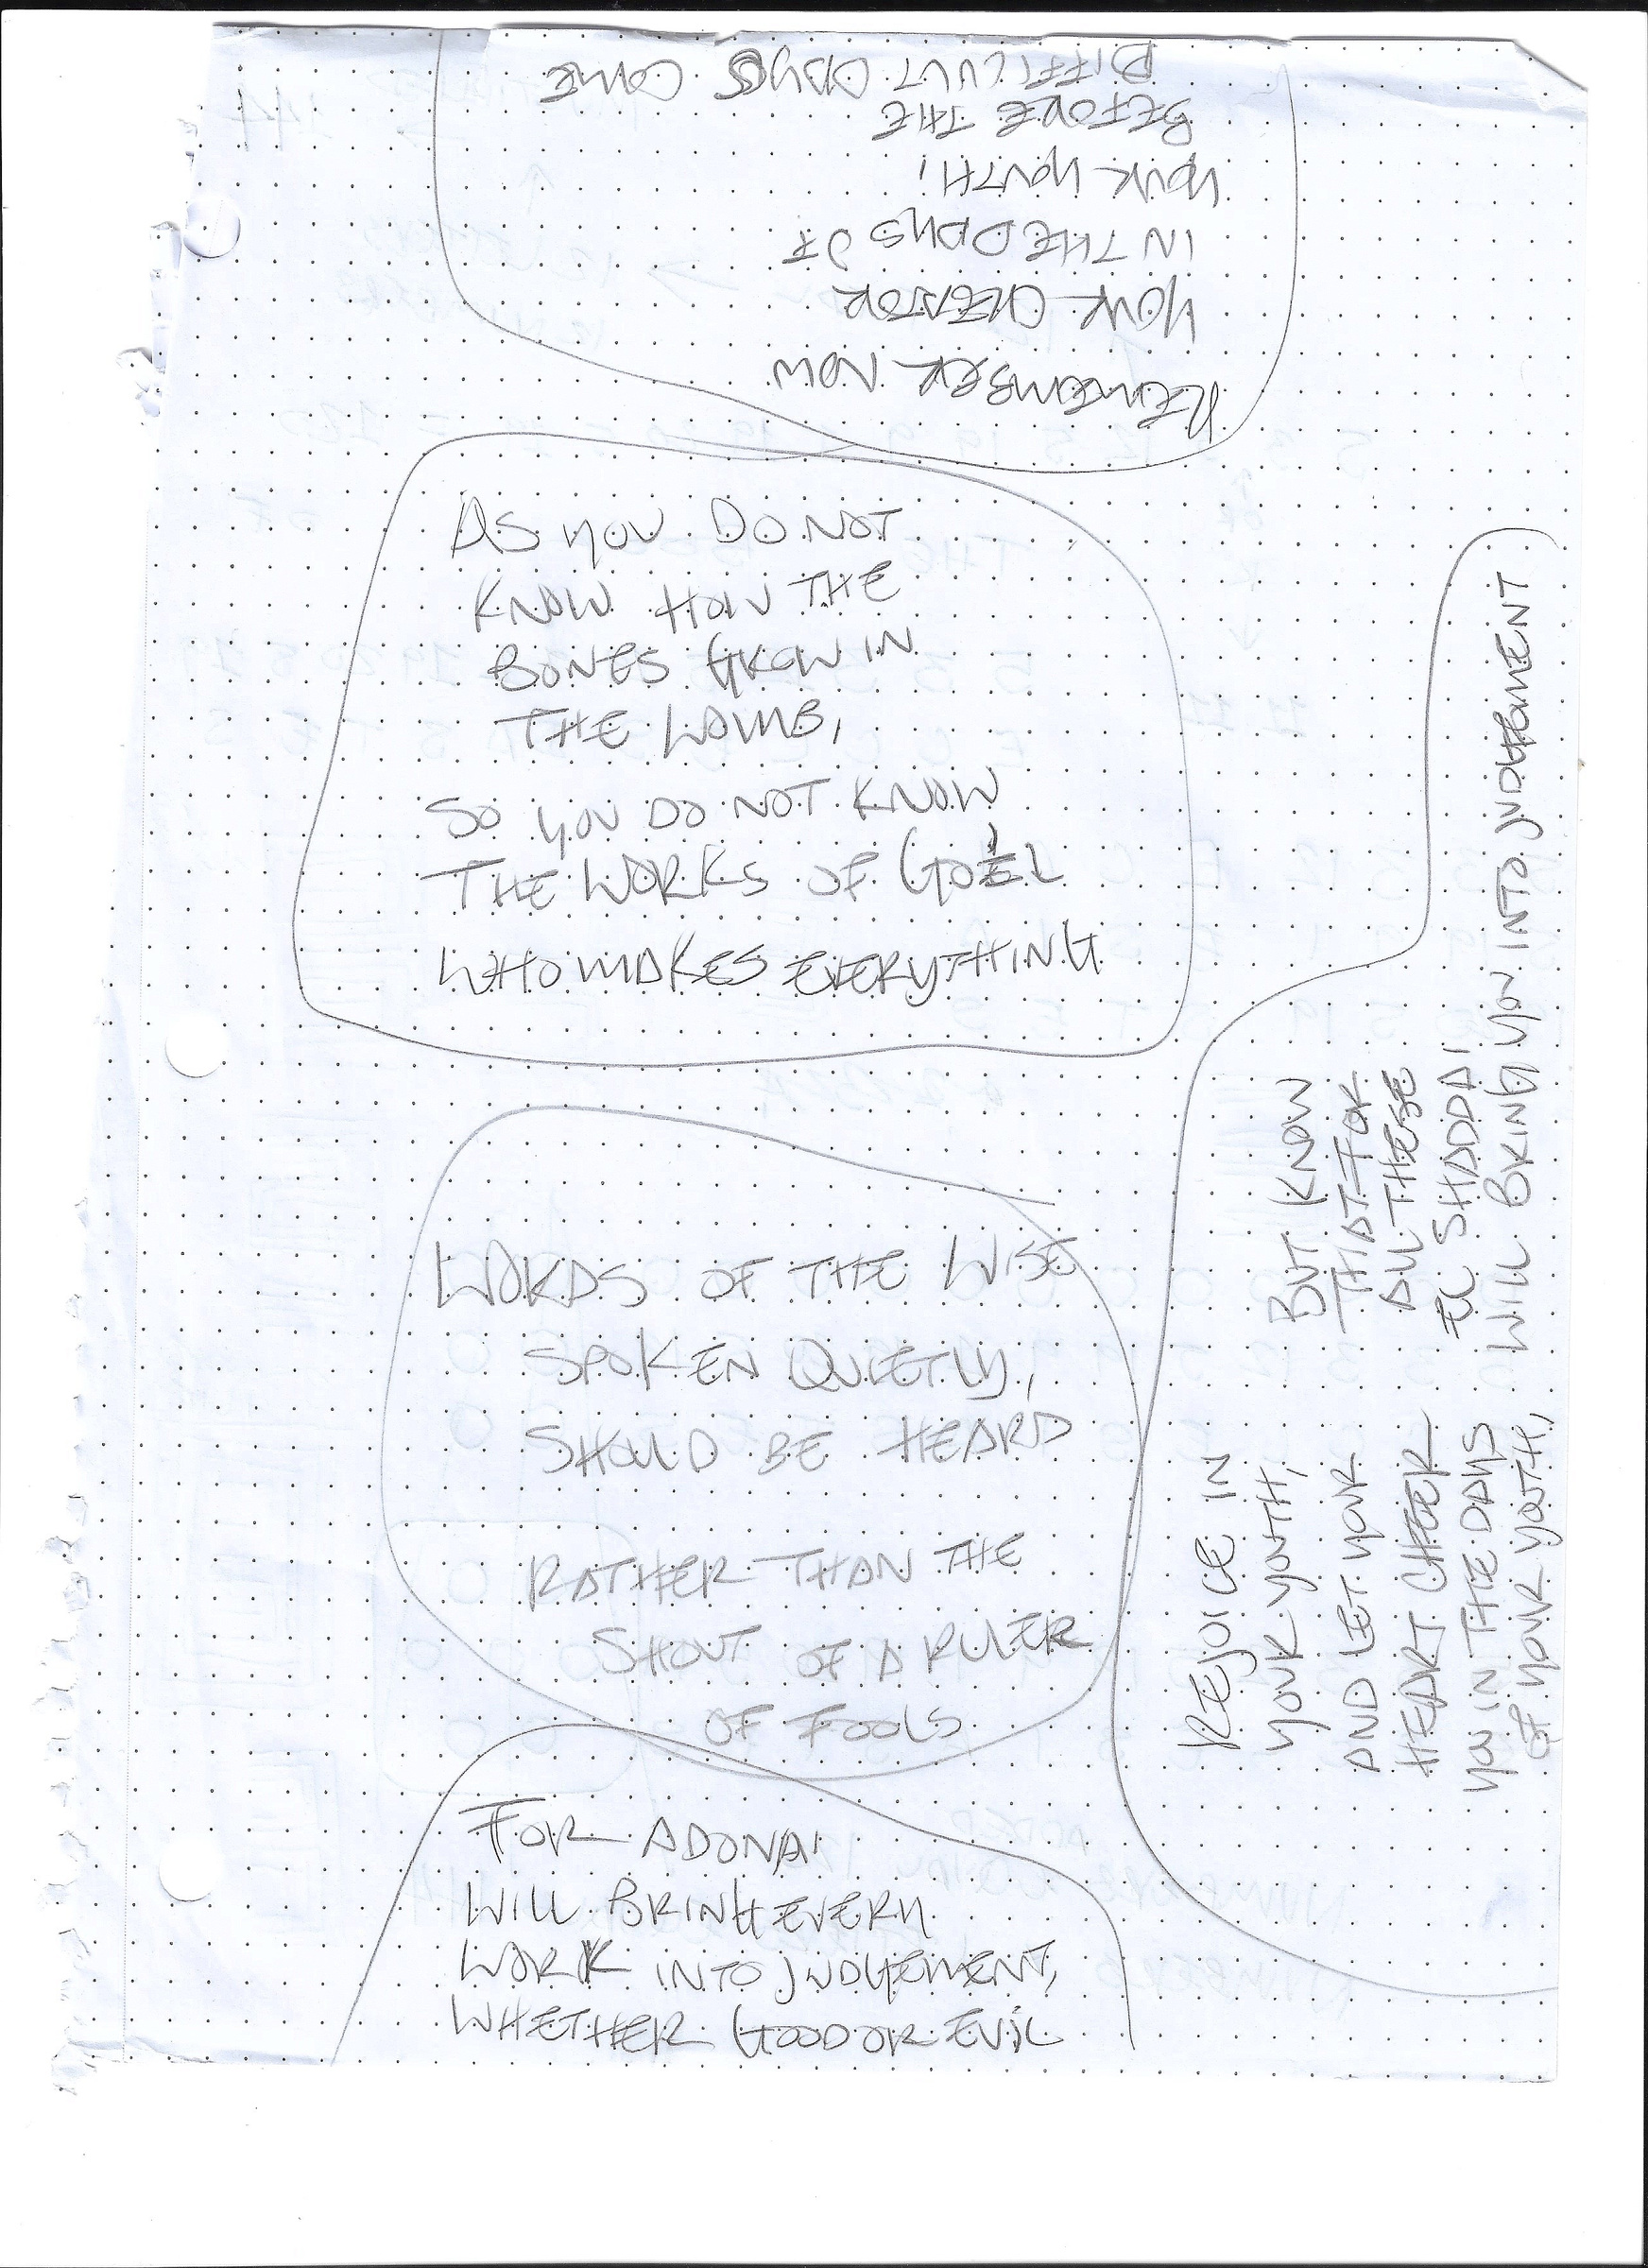 REMEMBER NOW
YOUR CREATOR
IN THE DAYS OF
YOUR YOUTH,
BEFORE THE
DIFFICULT DAYS COME
AS YOU DO NOT
KNOW HOW THE
BONES GROW IN
THE WOMB,
SO YOU DO NOT KNOW
THE WORKS OF
WHO MAKES EVERYTHING
WORDS OF THE WISE
SPOKEN QUIETLY,
SHOULD BE HEARD
RATHER THAN THE
SHOUT OF A RULER
OF FOOLS
FOR ADONAI
WILL BRING EVERY
WORK INTO JUDGEMENT,
WHETHER GOOD OR EVIL
REJOICE IN
YOUR YOUTH,
AND LET YOUR
HEART CHEER
YOU IN THE DAYS
OF YOUR YOUTH,
BUT KNOW
THAT FOR
ALL THESE
EL SHADDAI
WILL BRING YOU INTO JUDGEMENT